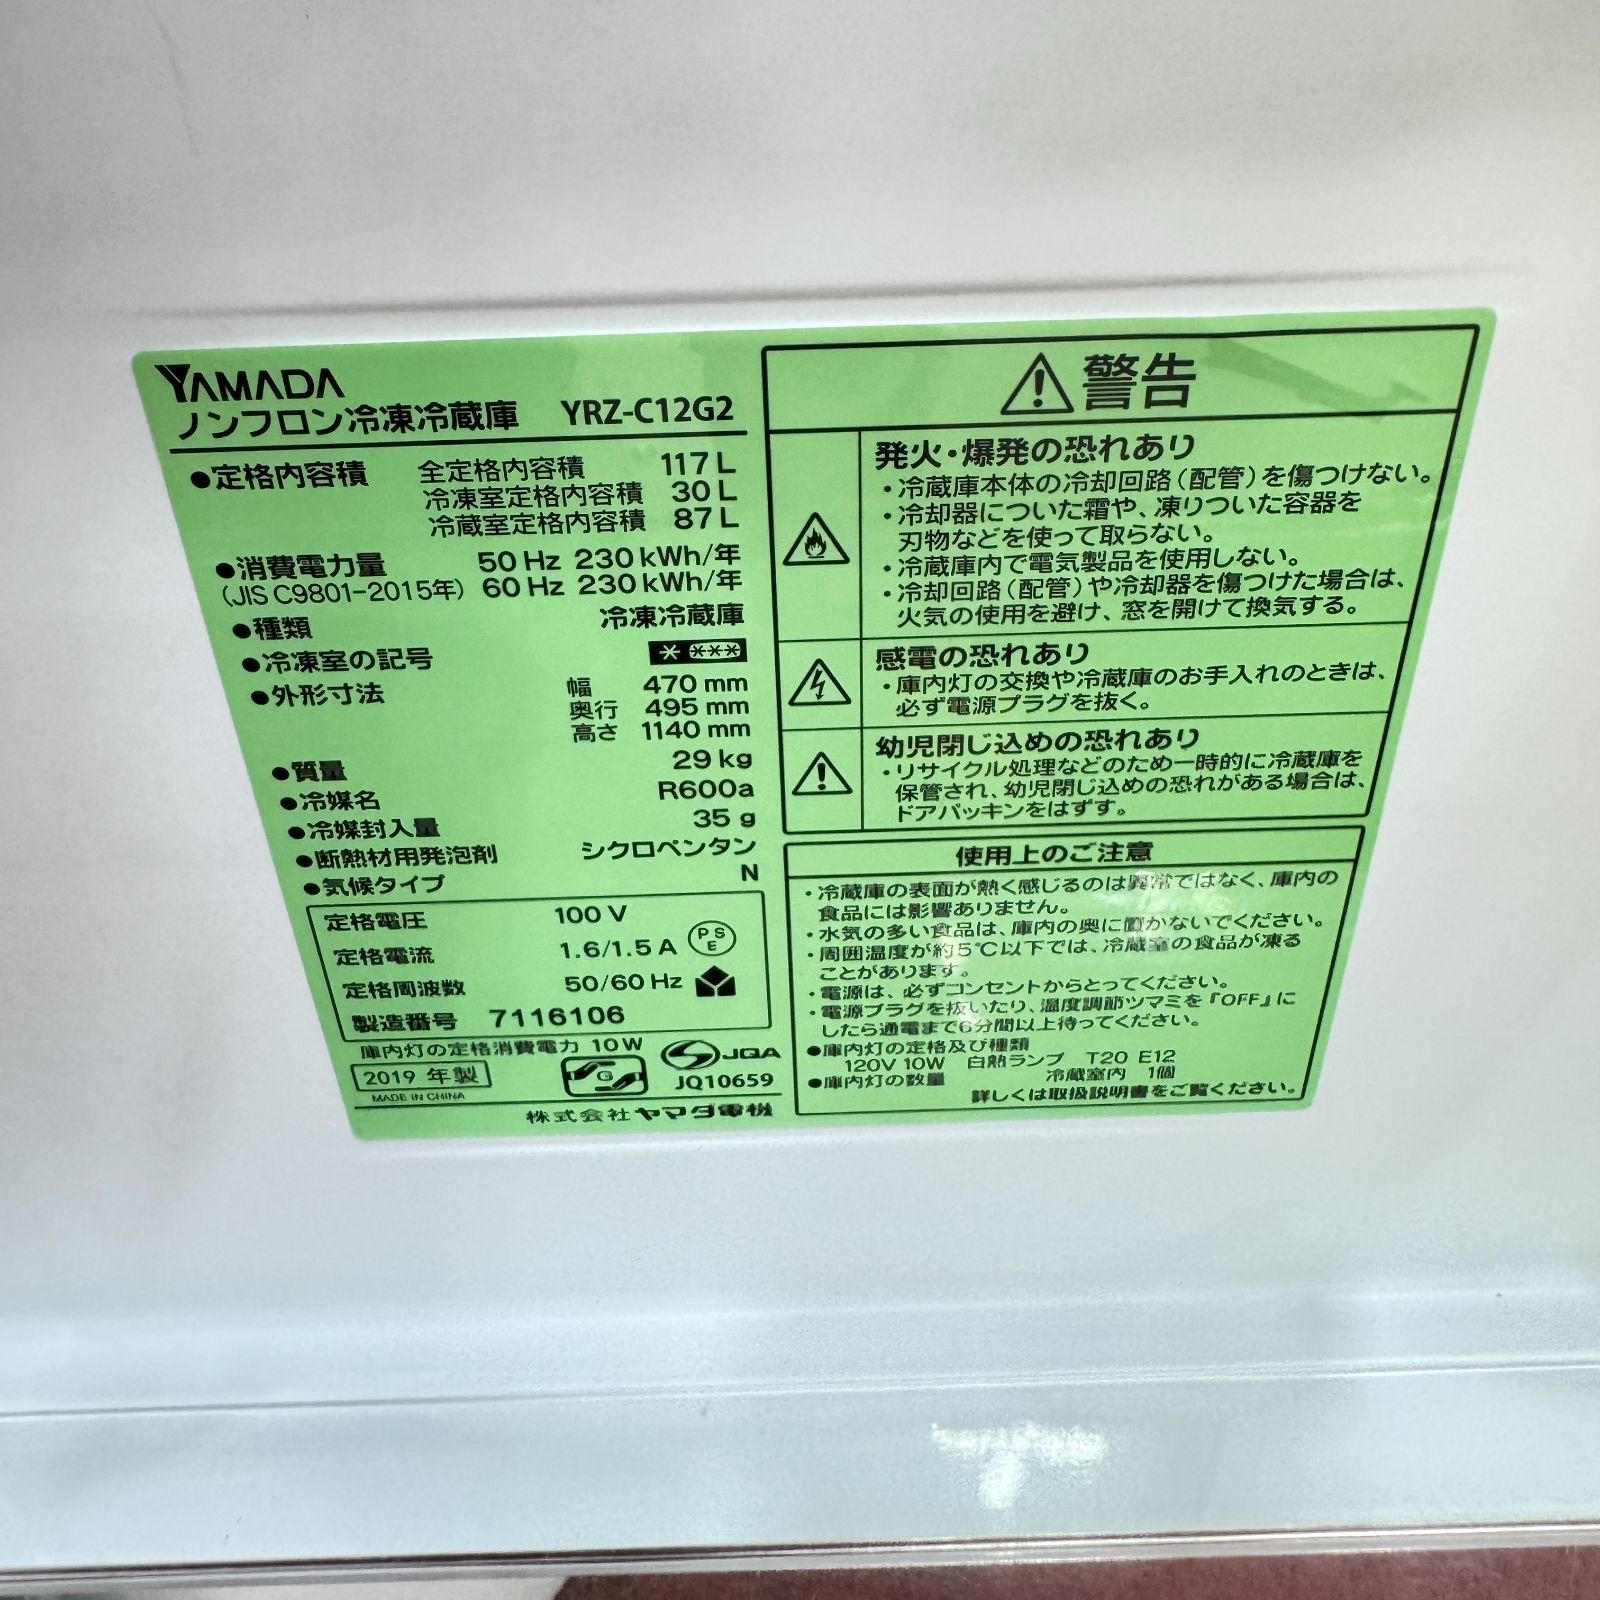 YAMADA
ノンフロン冷凍冷蔵庫 YRZ-C12G2
●定格内容積 全定格内容積 117 L
冷凍室定格内容積 30 L
冷蔵室定格内容積 87 L
●消費電力量 50 Hz 230 kWh/年
(JIS C9801-2015年) 60 Hz 230 kWh/年
●種類 冷凍冷蔵庫
●冷凍室の記号
●外形寸法 幅 470 mm
奥行 495 mm
高さ 1140 mm
●質量 29 kg
●冷媒名 R600a
●冷媒封入量 35 g
●断熱材用発泡剤 シクロペンタン
●気候タイプ N
定格電圧 100 V
定格電流 1.6/1.5 A PSE
定格周波数 50/60 Hz
製造番号 7116106
庫内灯の定格消費電力 10 W
JQA
2019 年製 G JQ10659
MADE IN CHINA
株式会社ヤマダ電機
警告
発火・爆発の恐れあり
・冷蔵庫本体の冷却回路(配管)を傷つけない。
・冷却器についた霜や、凍りついた容器を
刃物などを使って取らない。
・冷蔵庫内で電気製品を使用しない。
・冷却回路(配管)や冷却器を傷つけた場合は、
火気の使用を避け、窓を開けて換気する。
感電の恐れあり
・庫内灯の交換や冷蔵庫のお手入れのときは、
必ず電源プラグを抜く。
幼児閉じ込めの恐れあり
・リサイクル処理などのため一時的に冷蔵庫を
保管され、幼児閉じ込めの恐れがある場合は、
ドアパッキンをはずす。
使用上のご注意
・冷蔵庫の表面が熱く感じるのは異常ではなく、庫内の
食品には影響ありません。
・水気の多い食品は、庫内の奥に置かないでください。
・周囲温度が約5℃以下では、冷蔵室の食品が凍る
ことがあります。
・電源は、必ずコンセントからとってください。
・電源プラグを抜いたり、温度調節ツマミを『OFF』に
したら通電まで6分間以上待ってください。
●庫内灯の定格及び種類
120V 10W 白熱ランプ T20 E12
●庫内灯の数量 冷蔵室内 1個
詳しくは取扱説明書をご覧ください。